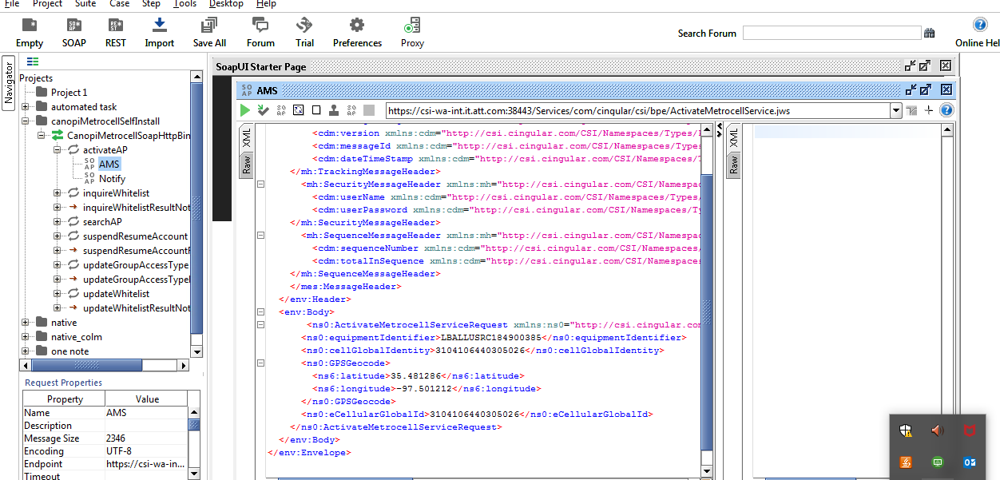 File Project Suite Case Step Tools Desktop Help
Empty SOAP REST Import Save All Forum Trial Preferences Proxy
Search Forum
Online Hel
Navigator
Projects
Project 1
automated task
canopiMetrocellSelfInstall
CanopiMetrocellSoapHttpBin
activateAP
AMS
Notify
inquireWhitelist
inquireWhitelistResultNot
searchAP
suspendResumeAccount
suspendResumeAccountR
updateGroupAccessType
updateGroupAccessType
updateWhitelist
updateWhitelistResultNot
native
native_colm
one note
Request Properties
Property Value
Name AMS
Description
Message Size 2346
Encoding UTF-8
Endpoint https://csi-wa-in...
Timeout
SoapUI Starter Page
AMS
https://csi-wa-int.it.att.com:38443/Services/com/cingular/csi/bpe/ActivateMetrocellService.jws
XML
Raw
<cdm:version xmlns:cdm="http://csi.cingular.com/CSI/Namespaces/Types/
<cdm:messageId xmlns:cdm="http://csi.cingular.com/CSI/Namespaces/Types
<cdm:dateTimeStamp xmlns:cdm="http://csi.cingular.com/CSI/Namespaces/T
</mh:TrackingMessageHeader>
<mh:SecurityMessageHeader xmlns:mh="http://csi.cingular.com/CSI/Namespac
<cdm:userName xmlns:cdm="http://csi.cingular.com/CSI/Namespaces/Types/
<cdm:userPassword xmlns:cdm="http://csi.cingular.com/CSI/Namespaces/Ty
</mh:SecurityMessageHeader>
<mh:SequenceMessageHeader xmlns:mh="http://csi.cingular.com/CSI/Namespac
<cdm:sequenceNumber xmlns:cdm="http://csi.cingular.com/CSI/Namespaces/
<cdm:totalInSequence xmlns:cdm="http://csi.cingular.com/CSI/Namespaces
</mh:SequenceMessageHeader>
</mes:MessageHeader>
</env:Header>
<env:Body>
<ns0:ActivateMetrocellServiceRequest xmlns:ns0="http://csi.cingular.con
<ns0:equipmentIdentifier>LBALLUSRC184900385</ns0:equipmentIdentifier>
<ns0:cellGlobalIdentity>3104106440305026</ns0:cellGlobalIdentity>
<ns0:GPSGeocode>
<ns6:latitude>35.481286</ns6:latitude>
<ns6:longitude>-97.501212</ns6:longitude>
</ns0:GPSGeocode>
<ns0:eCellularGlobalId>3104106440305026</ns0:eCellularGlobalId>
</ns0:ActivateMetrocellServiceRequest>
</env:Body>
</env:Envelope>
XML
Raw